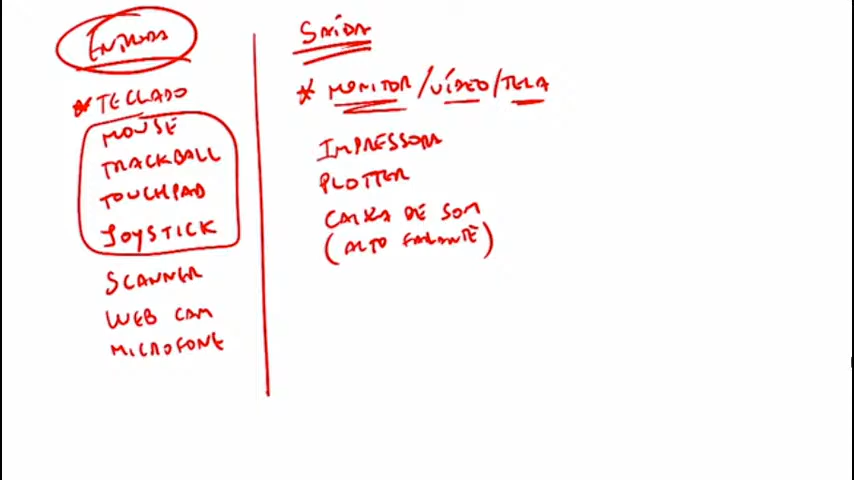 ENTRADA
* TECLADO
MOUSE
TRACKBALL
TOUCHPAD
JOYSTICK
SCANNER
WEB CAM
MICROFONE
SAÍDA
* MONITOR/VÍDEO/TELA
IMPRESSORA
PLOTTER
CAIXA DE SOM
(ALTO FALANTE)